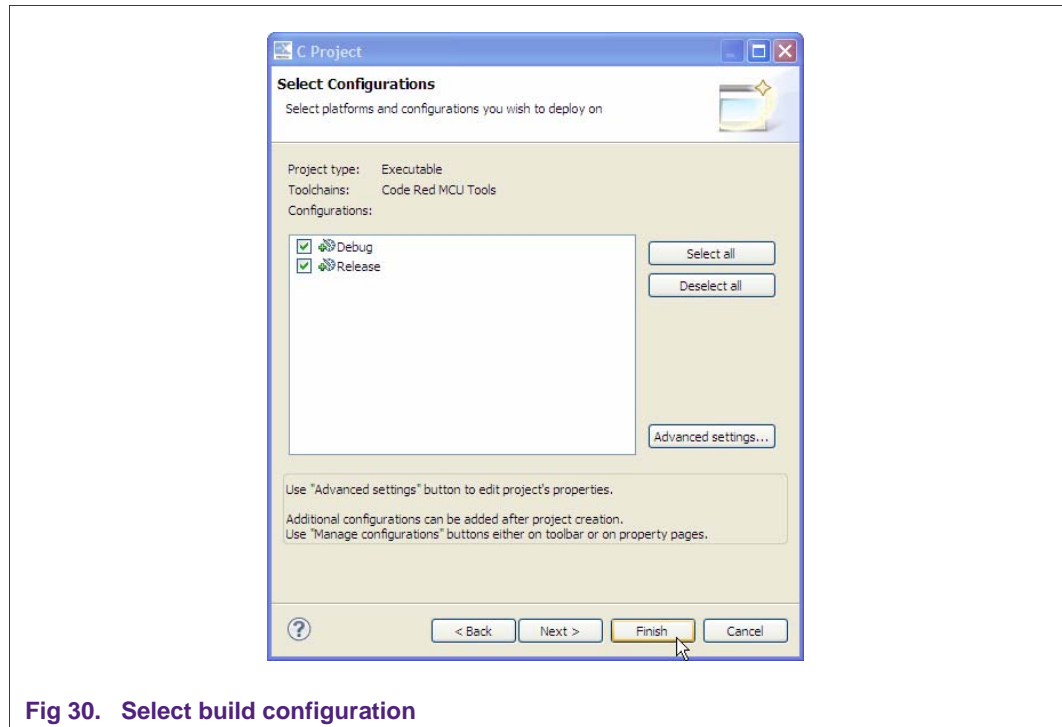 C Project
Select Configurations
Select platforms and configurations you wish to deploy on
Project type: Executable
Toolchains: Code Red MCU Tools
Configurations:
Debug
Release
Select all
Deselect all
Advanced settings...
Use "Advanced settings" button to edit project's properties.
Additional configurations can be added after project creation.
Use "Manage configurations" buttons either on toolbar or on property pages.
?
< Back Next > Finish Cancel
Fig 30. Select build configuration